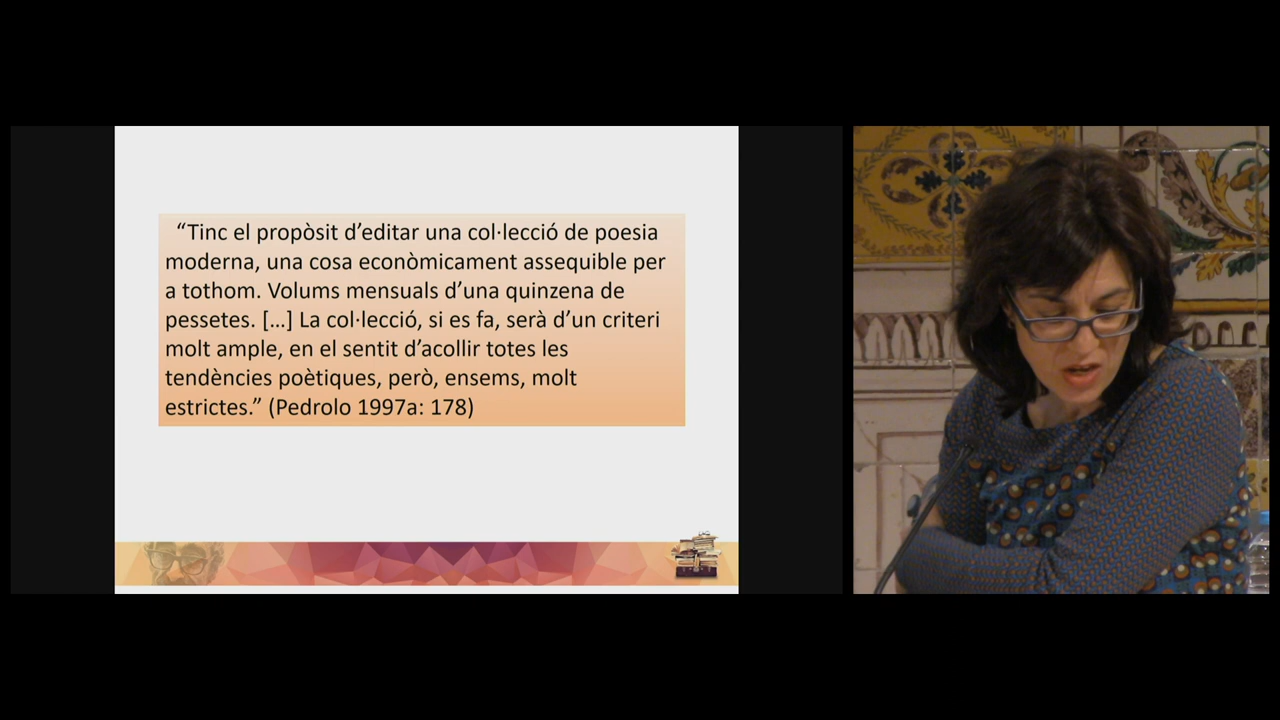 “Tinc el propòsit d’editar una col·lecció de poesia
moderna, una cosa econòmicament assequible per
a tothom. Volums mensuals d’una quinzena de
pessetes. […] La col·lecció, si es fa, serà d’un criteri
molt ample, en el sentit d’acollir totes les
tendències poètiques, però, ensems, molt
estrictes.” (Pedrolo 1997a: 178)